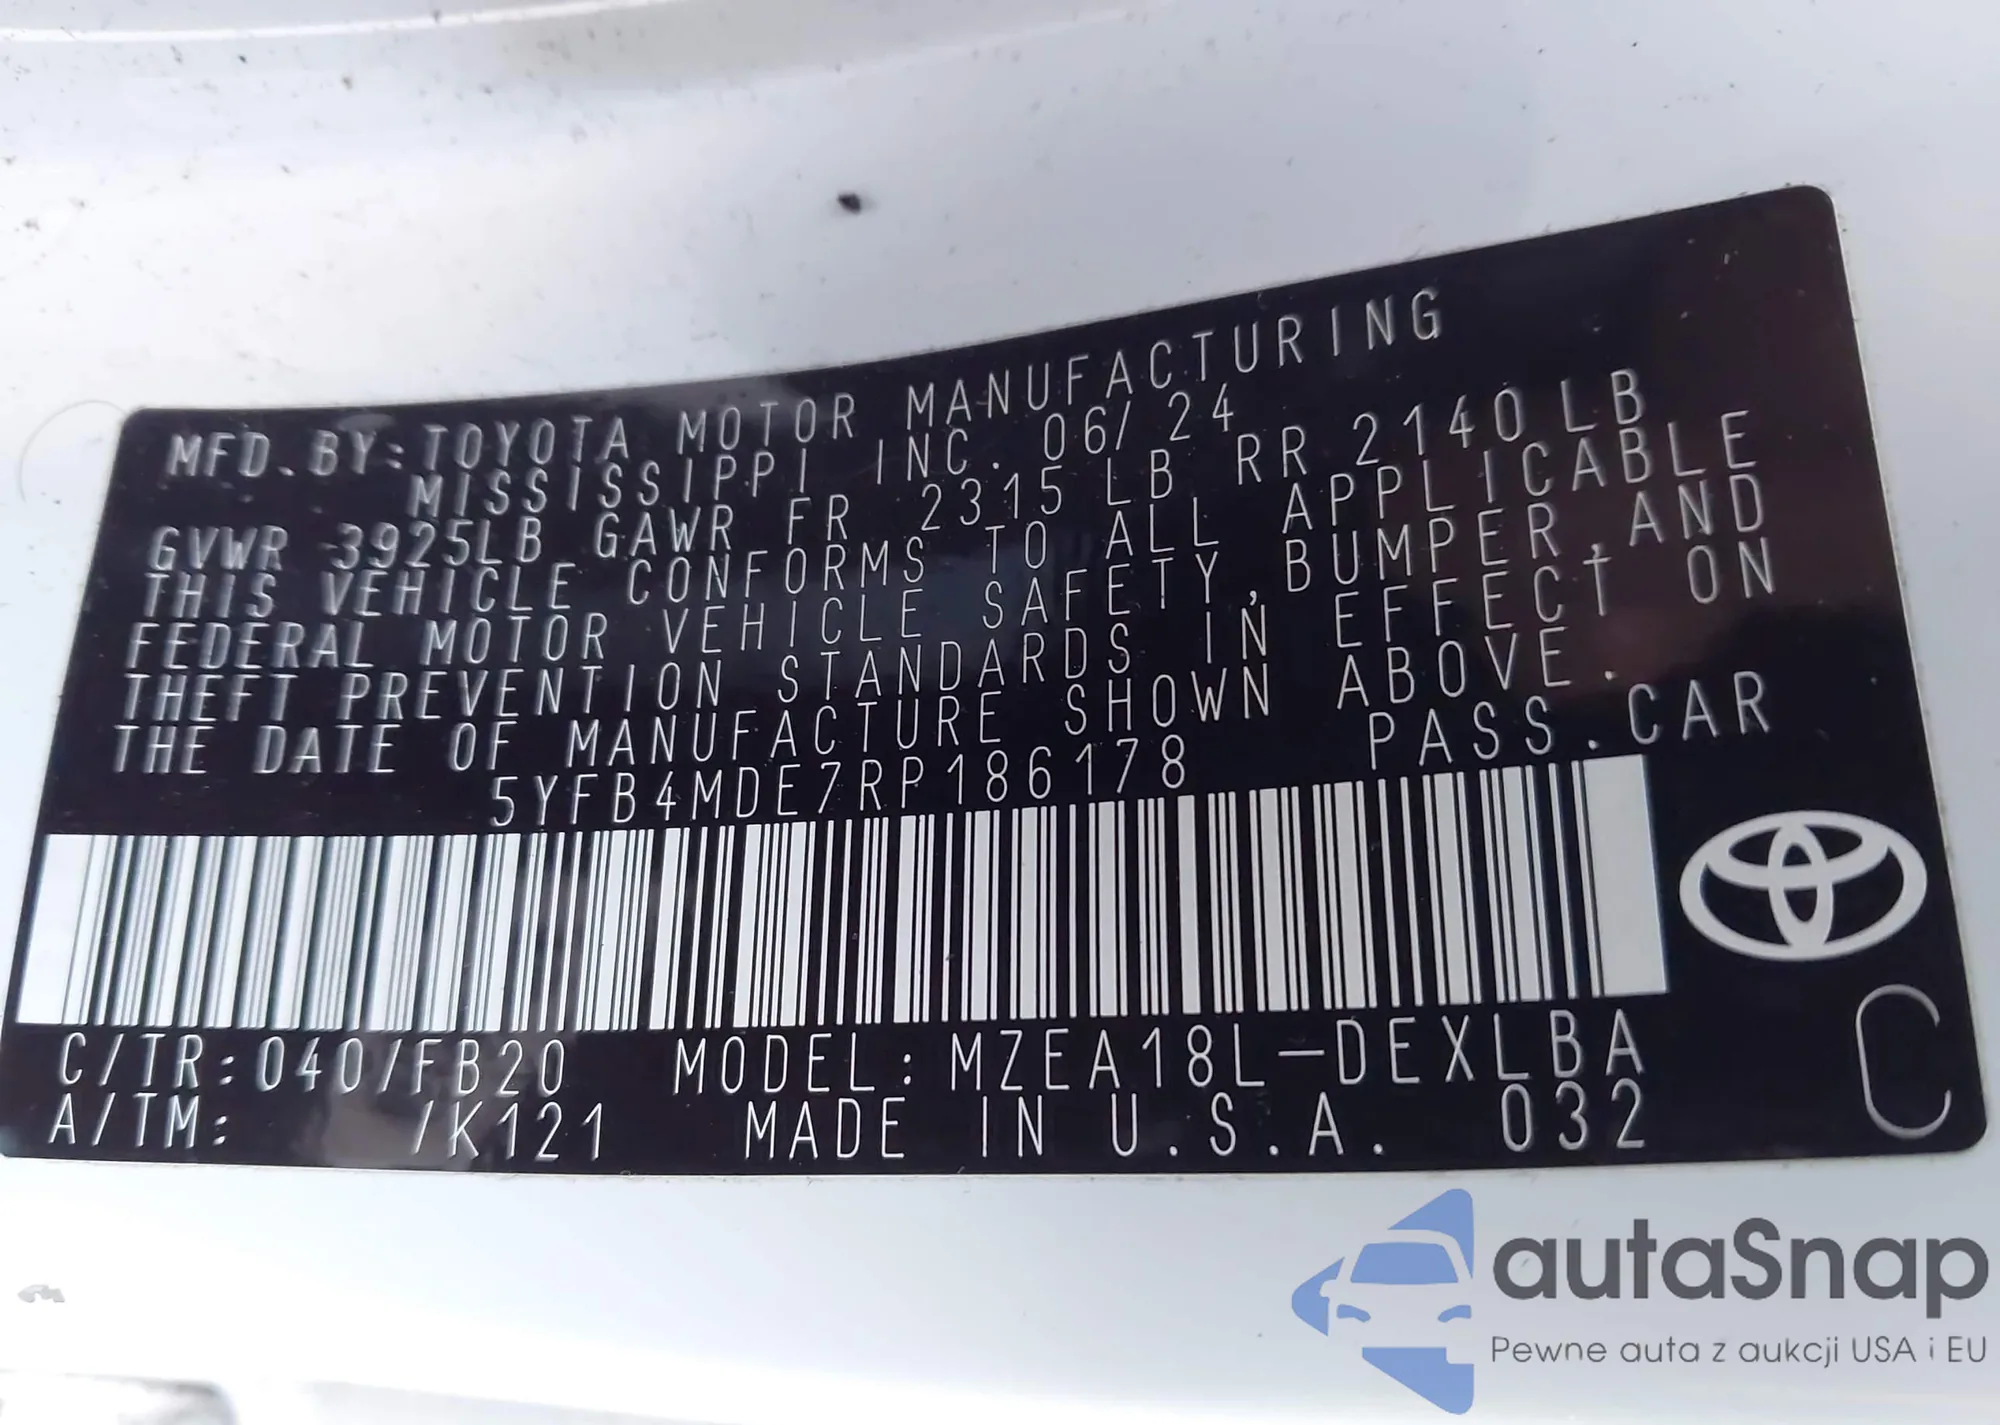 MFD. BY: TOYOTA MOTOR MANUFACTURING
MISSISSIPPI INC. 06/24
GVWR 3925LB GAWR FR 2315 LB RR 2140 LB
THIS VEHICLE CONFORMS TO ALL APPLICABLE
FEDERAL MOTOR VEHICLE SAFETY, BUMPER, AND
THEFT PREVENTION STANDARDS IN EFFECT ON
THE DATE OF MANUFACTURE SHOWN ABOVE.
5YFB4MDE7RP186178 PASS. CAR
C/TR: 040/FB20 MODEL: MZEA18L-DEXLBA
A/TM: /K121 MADE IN U.S.A. 032
C
autaSnap
Pewne auta z aukcji USA i EU